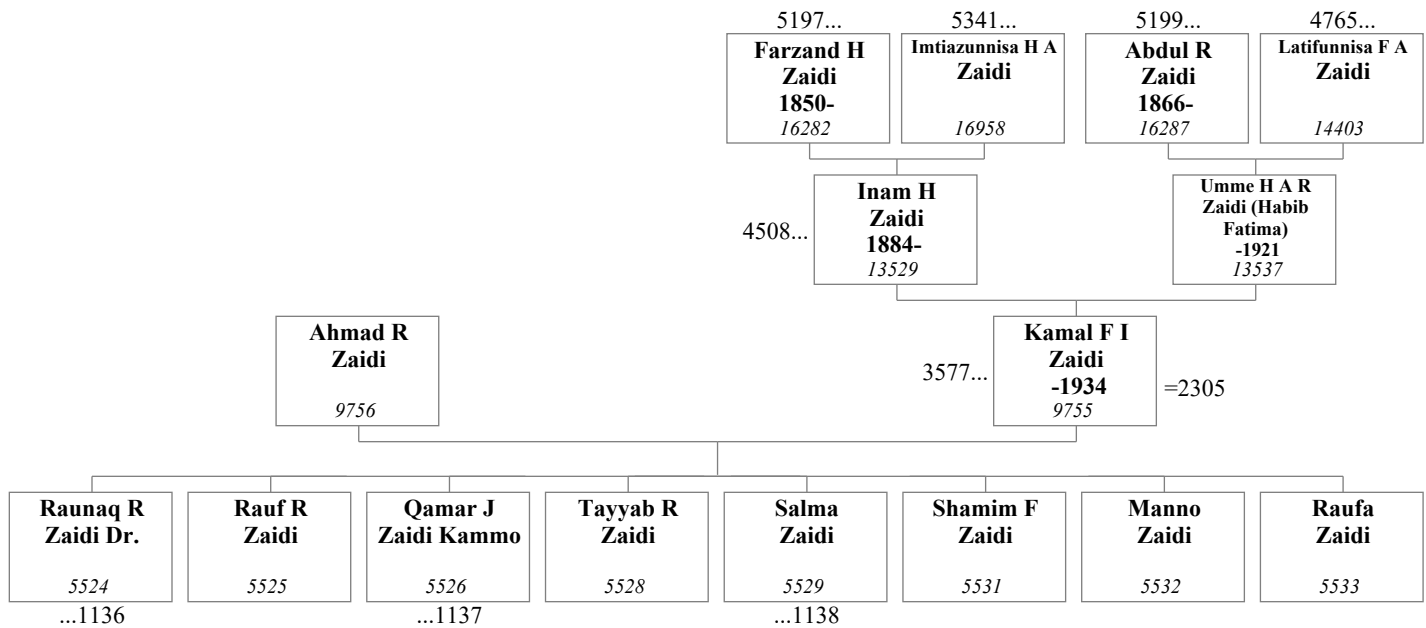 5197...
5341...
5199...
4765...
Farzand H
Zaidi
1850-
16282
Imtiazunnisa H A
Zaidi
16958
Abdul R
Zaidi
1866-
16287
Latifunnisa F A
Zaidi
14403
4508...
Inam H
Zaidi
1884-
13529
Umme H A R
Zaidi (Habib
Fatima)
-1921
13537
Ahmad R
Zaidi
9756
3577...
Kamal F I
Zaidi
-1934
9755
=2305
Raunaq R
Zaidi Dr.
5524
...1136
Rauf R
Zaidi
5525
Qamar J
Zaidi Kammo
5526
...1137
Tayyab R
Zaidi
5528
Salma
Zaidi
5529
...1138
Shamim F
Zaidi
5531
Manno
Zaidi
5532
Raufa
Zaidi
5533